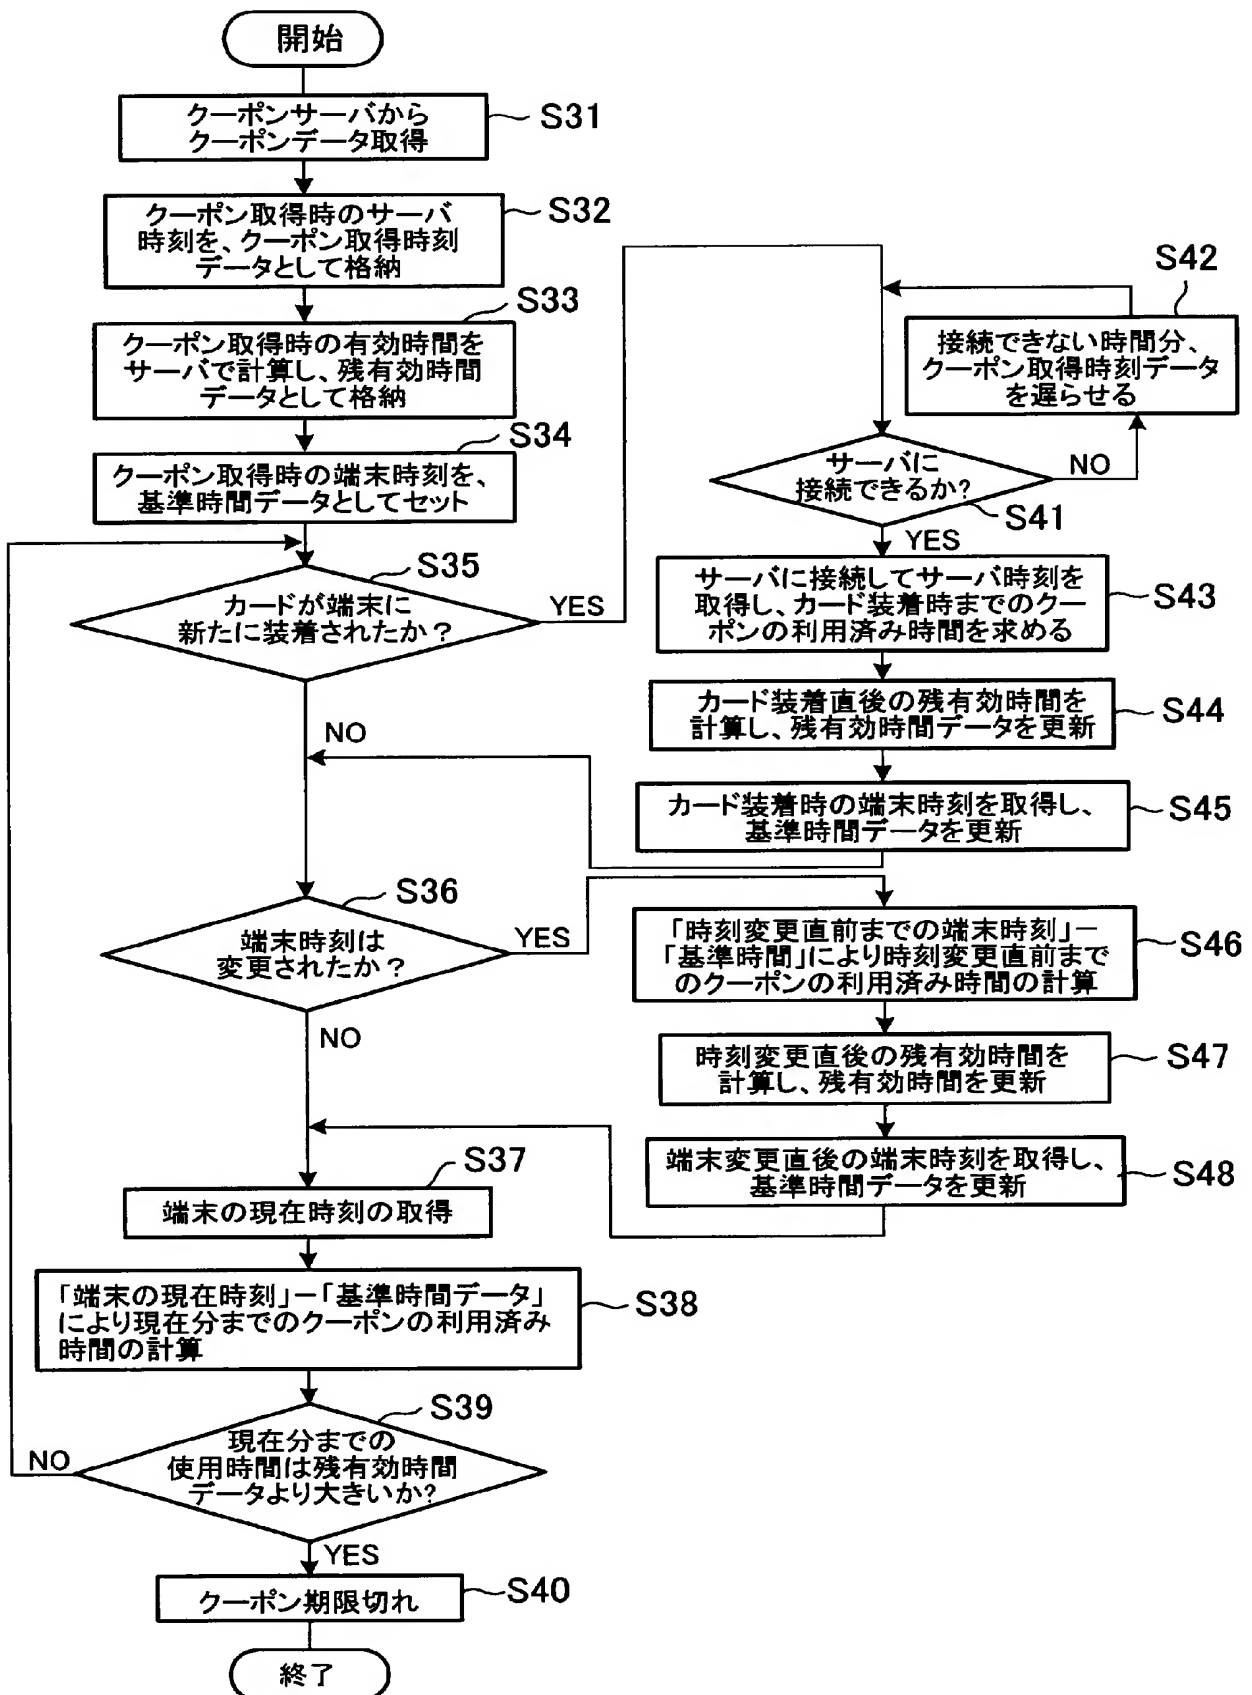 開始
クーポンサーバから
クーポンデータ取得
S31
クーポン取得時のサーバ
時刻を、クーポン取得時刻
データとして格納
S32
クーポン取得時の有効時間を
サーバで計算し、残有効時間
データとして格納
S33
クーポン取得時の端末時刻を、
基準時間データとしてセット
S34
カードが端末に
新たに装着されたか？
S35
YES
NO
端末時刻は
変更されたか？
S36
YES
NO
端末の現在時刻の取得
S37
「端末の現在時刻」−「基準時間データ」
により現在分までのクーポンの利用済み
時間の計算
S38
現在分までの
使用時間は残有効時間
データより大きいか?
S39
NO
YES
クーポン期限切れ
S40
終了
サーバに
接続できるか?
S41
NO
YES
接続できない時間分、
クーポン取得時刻データ
を遅らせる
S42
サーバに接続してサーバ時刻を
取得し、カード装着時までのクー
ポンの利用済み時間を求める
S43
カード装着直後の残有効時間を
計算し、残有効時間データを更新
S44
カード装着時の端末時刻を取得し、
基準時間データを更新
S45
「時刻変更直前までの端末時刻」−
「基準時間」により時刻変更直前まで
のクーポンの利用済み時間の計算
S46
時刻変更直後の残有効時間を
計算し、残有効時間を更新
S47
端末変更直後の端末時刻を取得し、
基準時間データを更新
S48